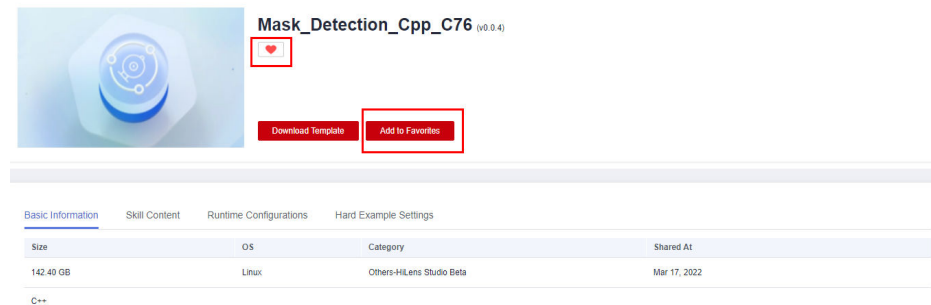 Mask_Detection_Cpp_C76 (v0.0.4)
Download Template Add to Favorites
Basic Information Skill Content Runtime Configurations Hard Example Settings
Size OS Category Shared At
142.40 GB Linux Others-HiLens Studio Beta Mar 17, 2022
C++